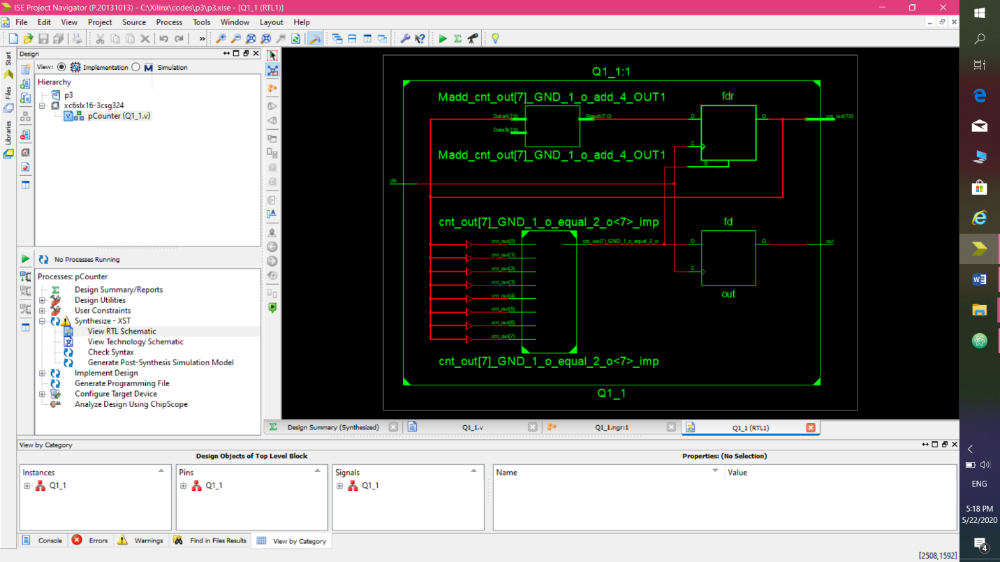 ISE Project Navigator (P.20131013) - C:\Xilinx\codes\p3\p3.xise - [Q1_1 (RTL1)]
File Edit View Project Source Process Tools Window Layout Help
»
Start
Files
Libraries
Design
View: Implementation Simulation
Hierarchy
p3
xc6slx16-3csg324
pCounter (Q1_1.v)
No Processes Running
Processes: pCounter
Design Summary/Reports
Design Utilities
User Constraints
Synthesize - XST
View RTL Schematic
View Technology Schematic
Check Syntax
Generate Post-Synthesis Simulation Model
Implement Design
Generate Programming File
Configure Target Device
Analyze Design Using ChipScope
Q1_1:1
Madd_cnt_out[7]_GND_1_o_add_4_OUT1
fdr
DataA(7:0)
Result(7:0)
D
Q
cnt_out(7:0)
DataB(7:0)
C
Madd_cnt_out[7]_GND_1_o_add_4_OUT1
R
clk
cnt_out[7]_GND_1_o_equal_2_o<7>_imp
fd
cnt_out(0)
cnt_out[7]_GND_1_o_equal_2_o
D
Q
out
cnt_out(1)
cnt_out(2)
C
cnt_out(3)
cnt_out(4)
out
cnt_out(5)
cnt_out(6)
cnt_out(7)
cnt_out[7]_GND_1_o_equal_2_o<7>_imp
Q1_1
Design Summary (Synthesized)
Q1_1.v
Q1_1.ngr:1
Q1_1 (RTL1)
View by Category
Design Objects of Top Level Block
Properties: (No Selection)
Instances
Q1_1
Pins
Q1_1
Signals
Q1_1
Name
Value
Console
Errors
Warnings
Find in Files Results
View by Category
[2508,1592]
ENG
5:18 PM
5/22/2020
4